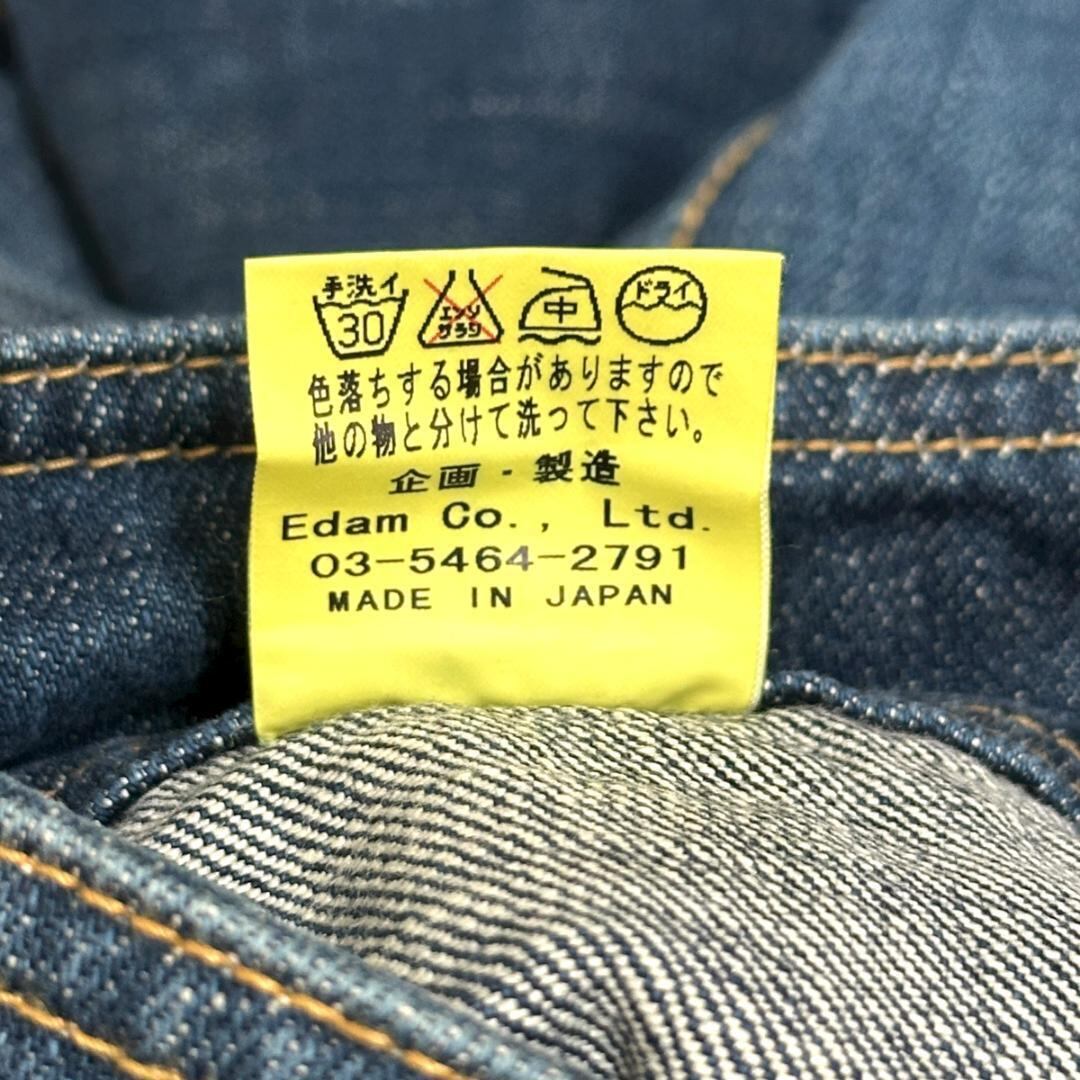 手洗イ 30 エンソサラシ 中 ドライ
色落ちする場合がありますので
他の物と分けて洗って下さい。
企画・製造
Edam Co., Ltd.
03-5464-2791
MADE IN JAPAN